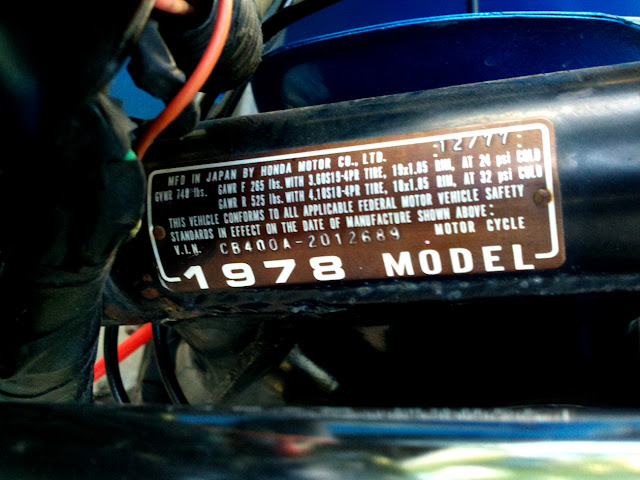 12/77
MFD IN JAPAN BY HONDA MOTOR CO., LTD.
GVWR 740 lbs. GAWR F 265 lbs. WITH 3.60S19-4PR TIRE, 19x1.85 RIM, AT 24 psi COLD
GAWR R 525 lbs. WITH 4.10S18-4PR TIRE, 18x1.85 RIM, AT 32 psi COLD
THIS VEHICLE CONFORMS TO ALL APPLICABLE FEDERAL MOTOR VEHICLE SAFETY
STANDARDS IN EFFECT ON THE DATE OF MANUFACTURE SHOWN ABOVE:
V.I.N. CB400A-2012689 MOTOR CYCLE
1978 MODEL